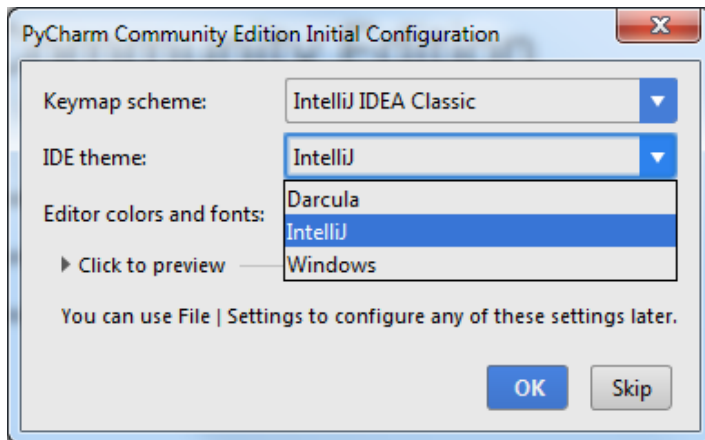 PyCharm Community Edition Initial Configuration
Keymap scheme: IntelliJ IDEA Classic
IDE theme: IntelliJ
Darcula
Editor colors and fonts:
IntelliJ
Click to preview Windows
You can use File | Settings to configure any of these settings later.
OK Skip